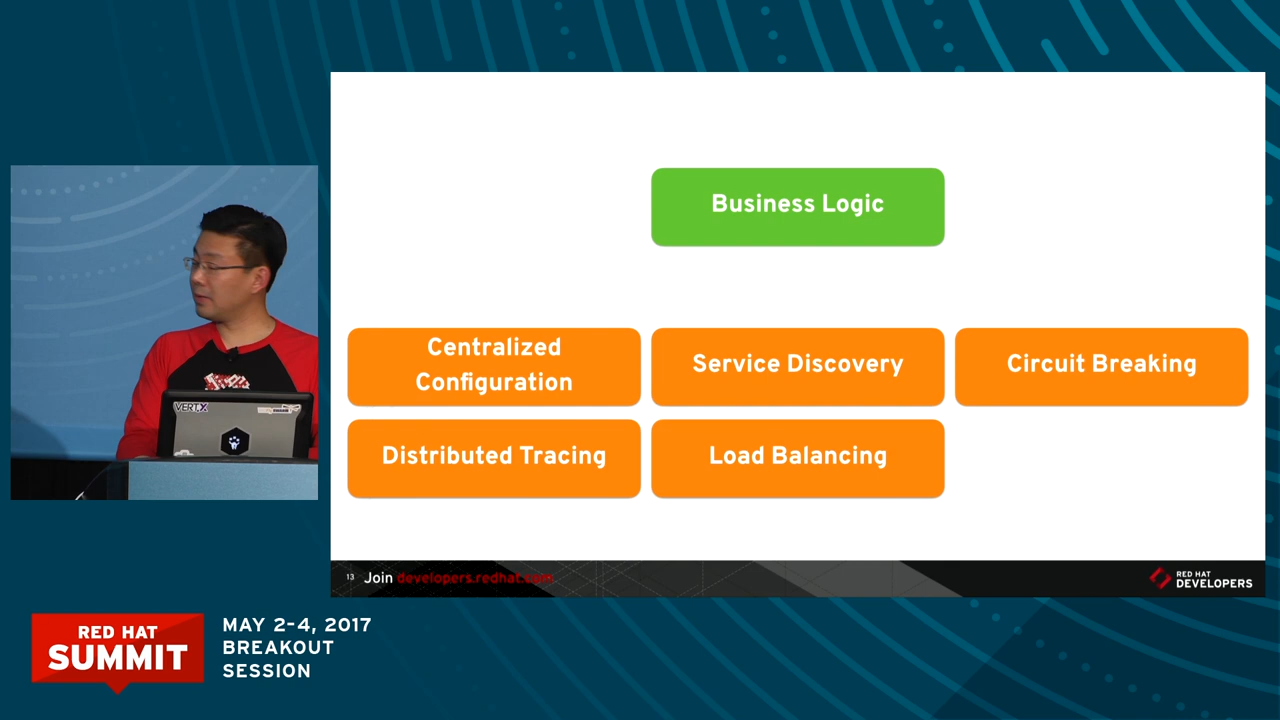 Business Logic
Centralized
Configuration
Service Discovery
Circuit Breaking
Distributed Tracing
Load Balancing
13
Join developers.redhat.com
RED HAT
DEVELOPERS
VERT.X
RED HAT
SUMMIT
MAY 2-4, 2017
BREAKOUT
SESSION